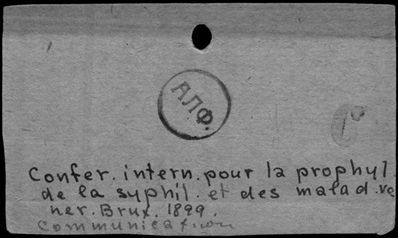 АПФ.
Confer. intern. pour la prophyl.
de la syphil. et des malad. ve
ner. Brux. 1899.
Communication